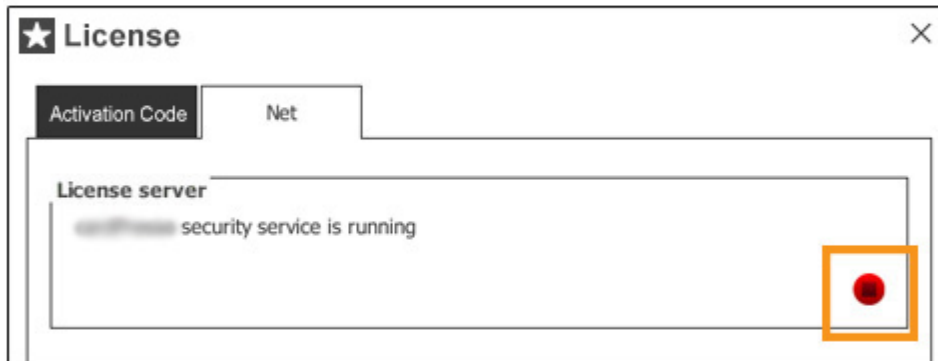 License
Activation Code
Net
License server
security service is running